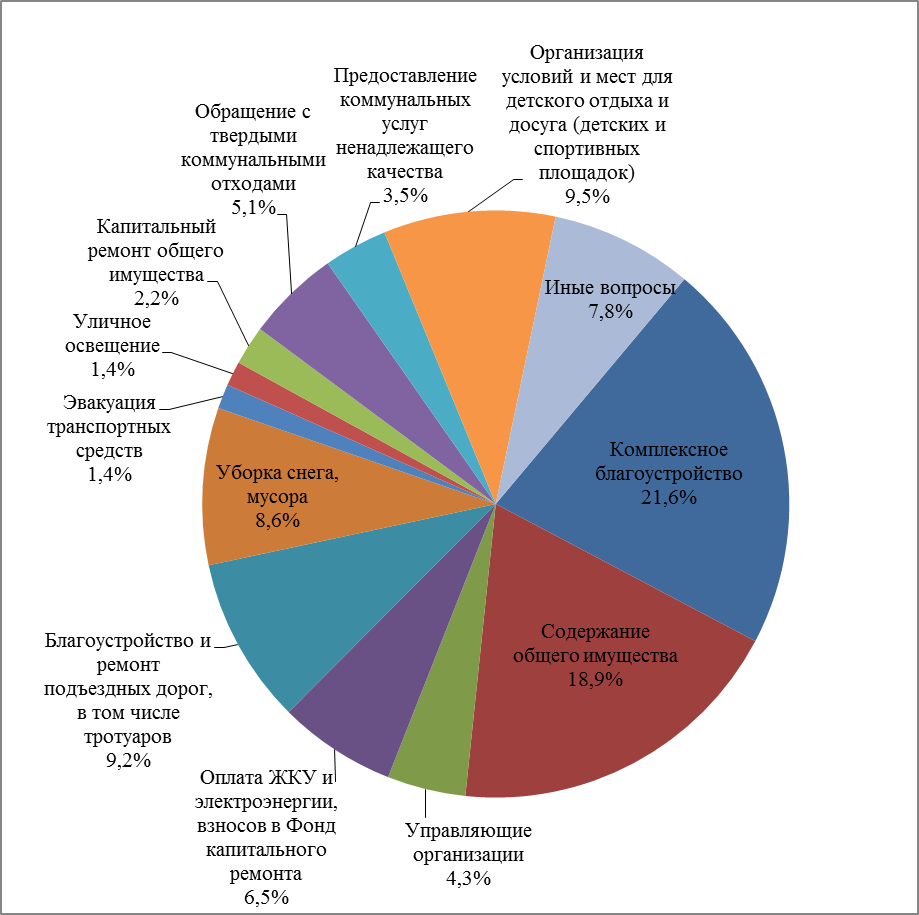 Организация
условий и мест для
детского отдыха и
досуга (детских и
спортивных
площадок)
9,5%
Предоставление
коммунальных
услуг
ненадлежащего
качества
3,5%
Обращение с
твердыми
коммунальными
отходами
5,1%
Капитальный
ремонт общего
имущества
2,2%
Уличное
освещение
1,4%
Эвакуация
транспортных
средств
1,4%
Уборка снега,
мусора
8,6%
Иные вопросы
7,8%
Комплексное
благоустройство
21,6%
Содержание
общего имущества
18,9%
Благоустройство и
ремонт
подъездных дорог,
в том числе
тротуаров
9,2%
Оплата ЖКУ и
электроэнергии,
взносов в Фонд
капитального
ремонта
6,5%
Управляющие
организации
4,3%